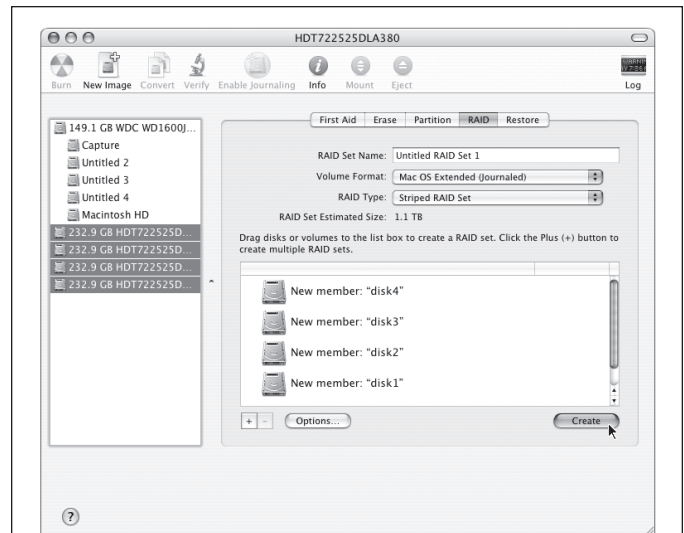 HDT722525DLA380
Burn New Image Convert Verify Enable Journaling Info Mount Eject Log
First Aid Erase Partition RAID Restore
149.1 GB WDC WD1600J...
Capture
Untitled 2
Untitled 3
Untitled 4
Macintosh HD
232.9 GB HDT722525D...
232.9 GB HDT722525D...
232.9 GB HDT722525D...
232.9 GB HDT722525D...
RAID Set Name: Untitled RAID Set 1
Volume Format: Mac OS Extended (Journaled)
RAID Type: Striped RAID Set
RAID Set Estimated Size: 1.1 TB
Drag disks or volumes to the list box to create a RAID set. Click the Plus (+) button to
create multiple RAID sets.
New member: “disk4”
New member: “disk3”
New member: “disk2”
New member: “disk1”
+ - Options... Create
?